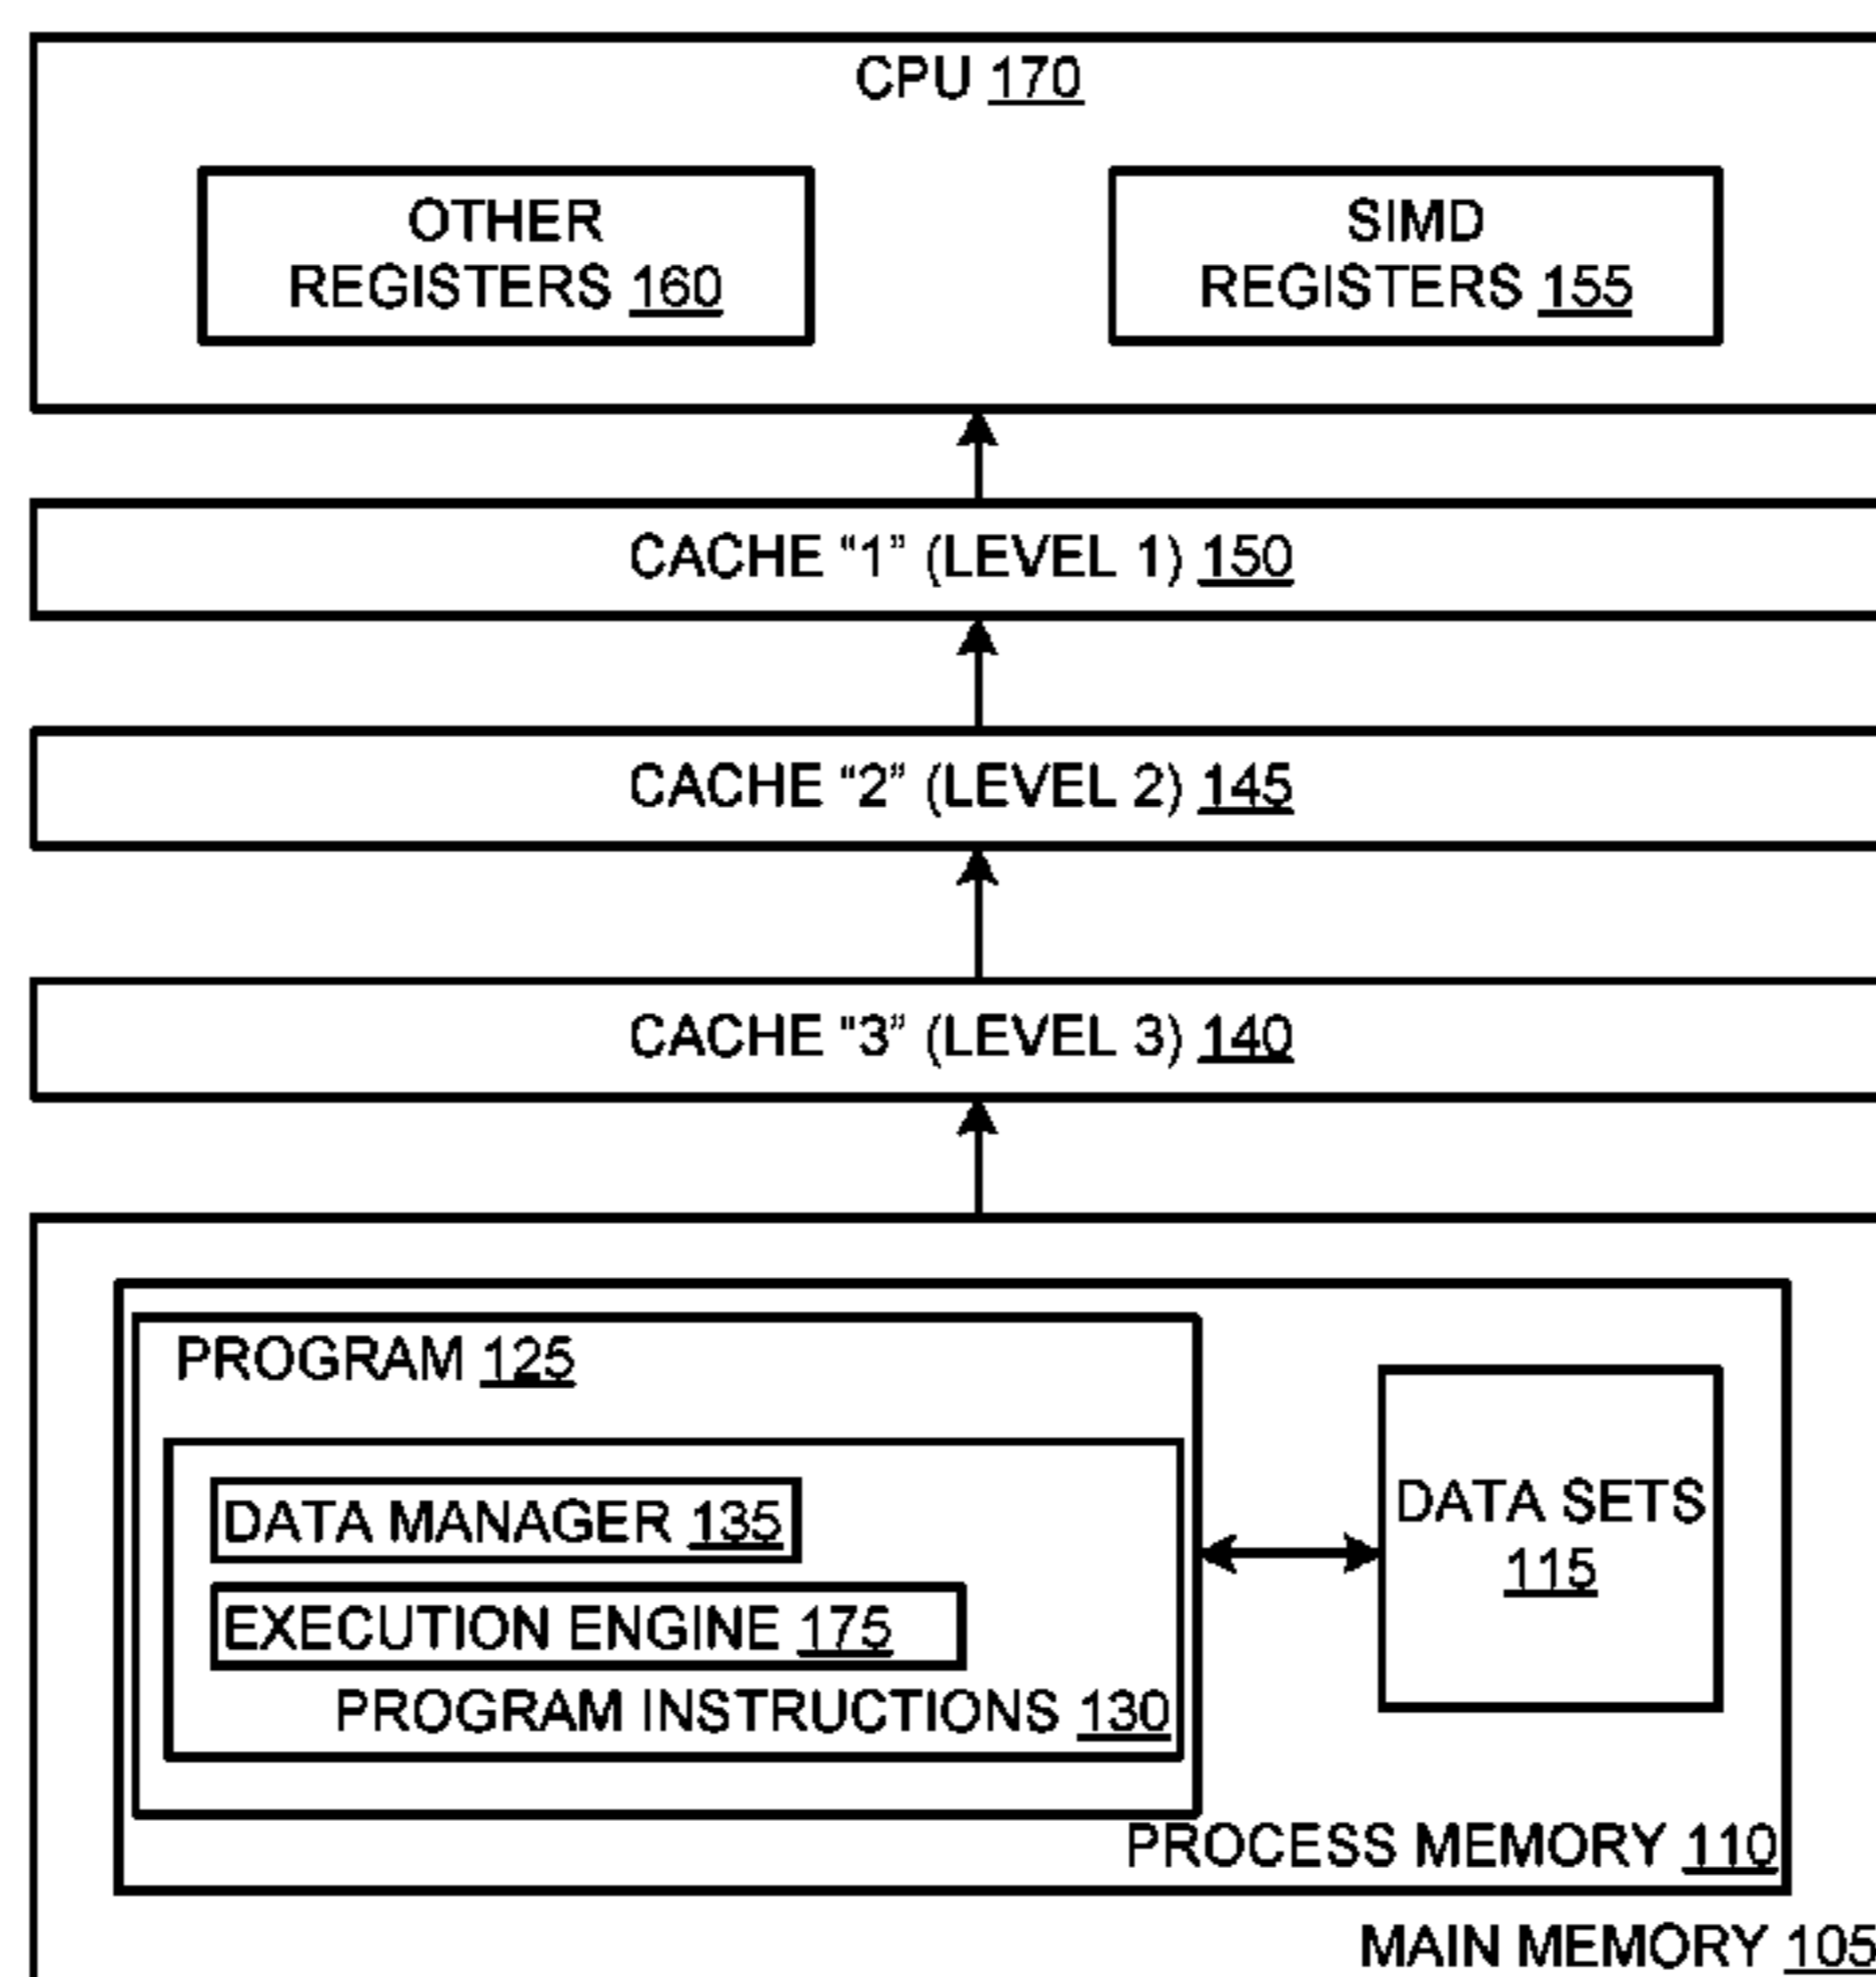 CPU 170
OTHER
REGISTERS 160
SIMD
REGISTERS 155
CACHE “1” (LEVEL 1) 150
CACHE “2” (LEVEL 2) 145
CACHE "3” (LEVEL 3) 140
PROGRAM 125
DATA MANAGER 135
EXECUTION ENGINE 175
PROGRAM INSTRUCTIONS 130
DATA SETS
115
PROCESS MEMORY 110
MAIN MEMORY 105